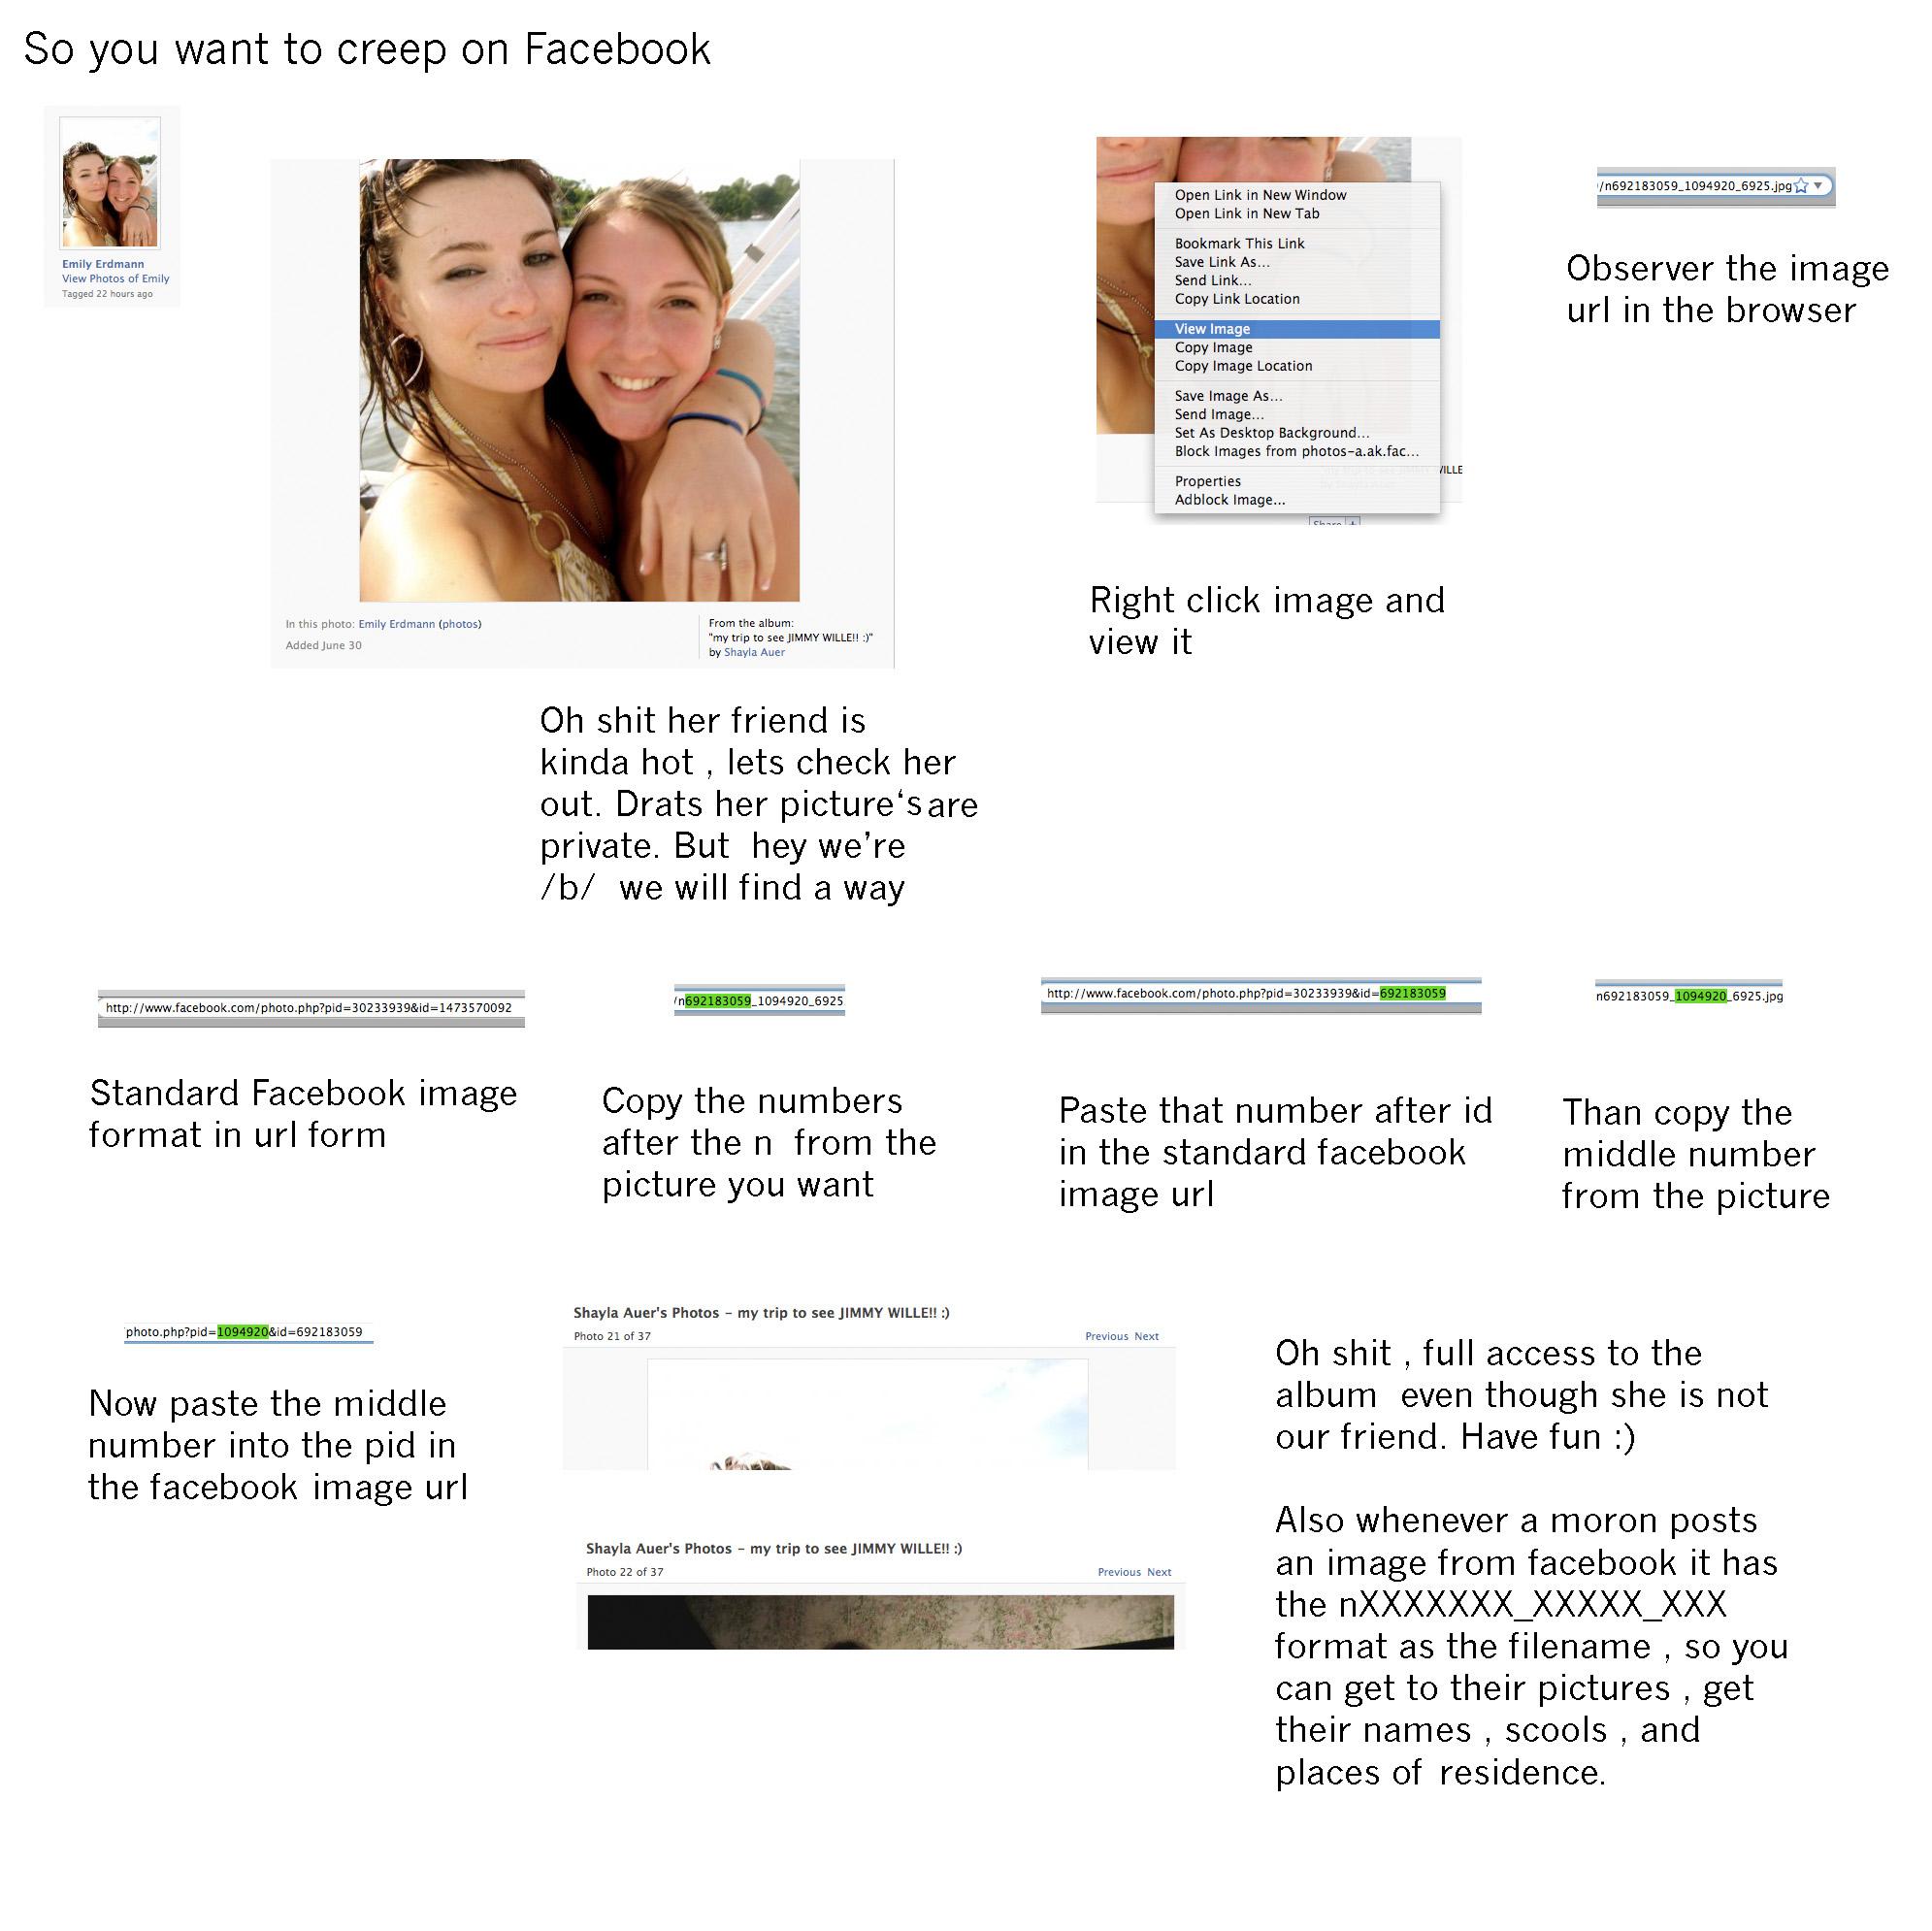 So you want to creep on Facebook
Emily Erdmann
View Photos of Emily
Tagged 22 hours ago
In this photo: Emily Erdmann (photos)
Added June 30
From the album:
"my trip to see JIMMY WILLE!! :)"
by Shayla Auer
Oh shit her friend is
kinda hot , lets check her
out. Drats her picture‘s are
private. But hey we’re
/b/ we will find a way
Open Link in New Window
Open Link in New Tab
Bookmark This Link
Save Link As...
Send Link...
Copy Link Location
View Image
Copy Image
Copy Image Location
Save Image As...
Send Image...
Set As Desktop Background...
Block Images from photos-a.ak.fac...
Properties
Adblock Image...
VILLE
Share +
Right click image and
view it
/n692183059_1094920_6925.jpg
Observer the image
url in the browser
http://www.facebook.com/photo.php?pid=30233939&id=1473570092
Standard Facebook image
format in url form
/n692183059_1094920_6925
Copy the numbers
after the n from the
picture you want
http://www.facebook.com/photo.php?pid=30233939&id=692183059
Paste that number after id
in the standard facebook
image url
n692183059_1094920_6925.jpg
Than copy the
middle number
from the picture
photo.php?pid=1094920&id=692183059
Now paste the middle
number into the pid in
the facebook image url
Shayla Auer's Photos – my trip to see JIMMY WILLE!! :)
Photo 21 of 37
Previous Next
Shayla Auer's Photos – my trip to see JIMMY WILLE!! :)
Photo 22 of 37
Previous Next
Oh shit , full access to the
album even though she is not
our friend. Have fun :)
Also whenever a moron posts
an image from facebook it has
the nXXXXXXX_XXXXX_XXX
format as the filename , so you
can get to their pictures , get
their names , scools , and
places of residence.